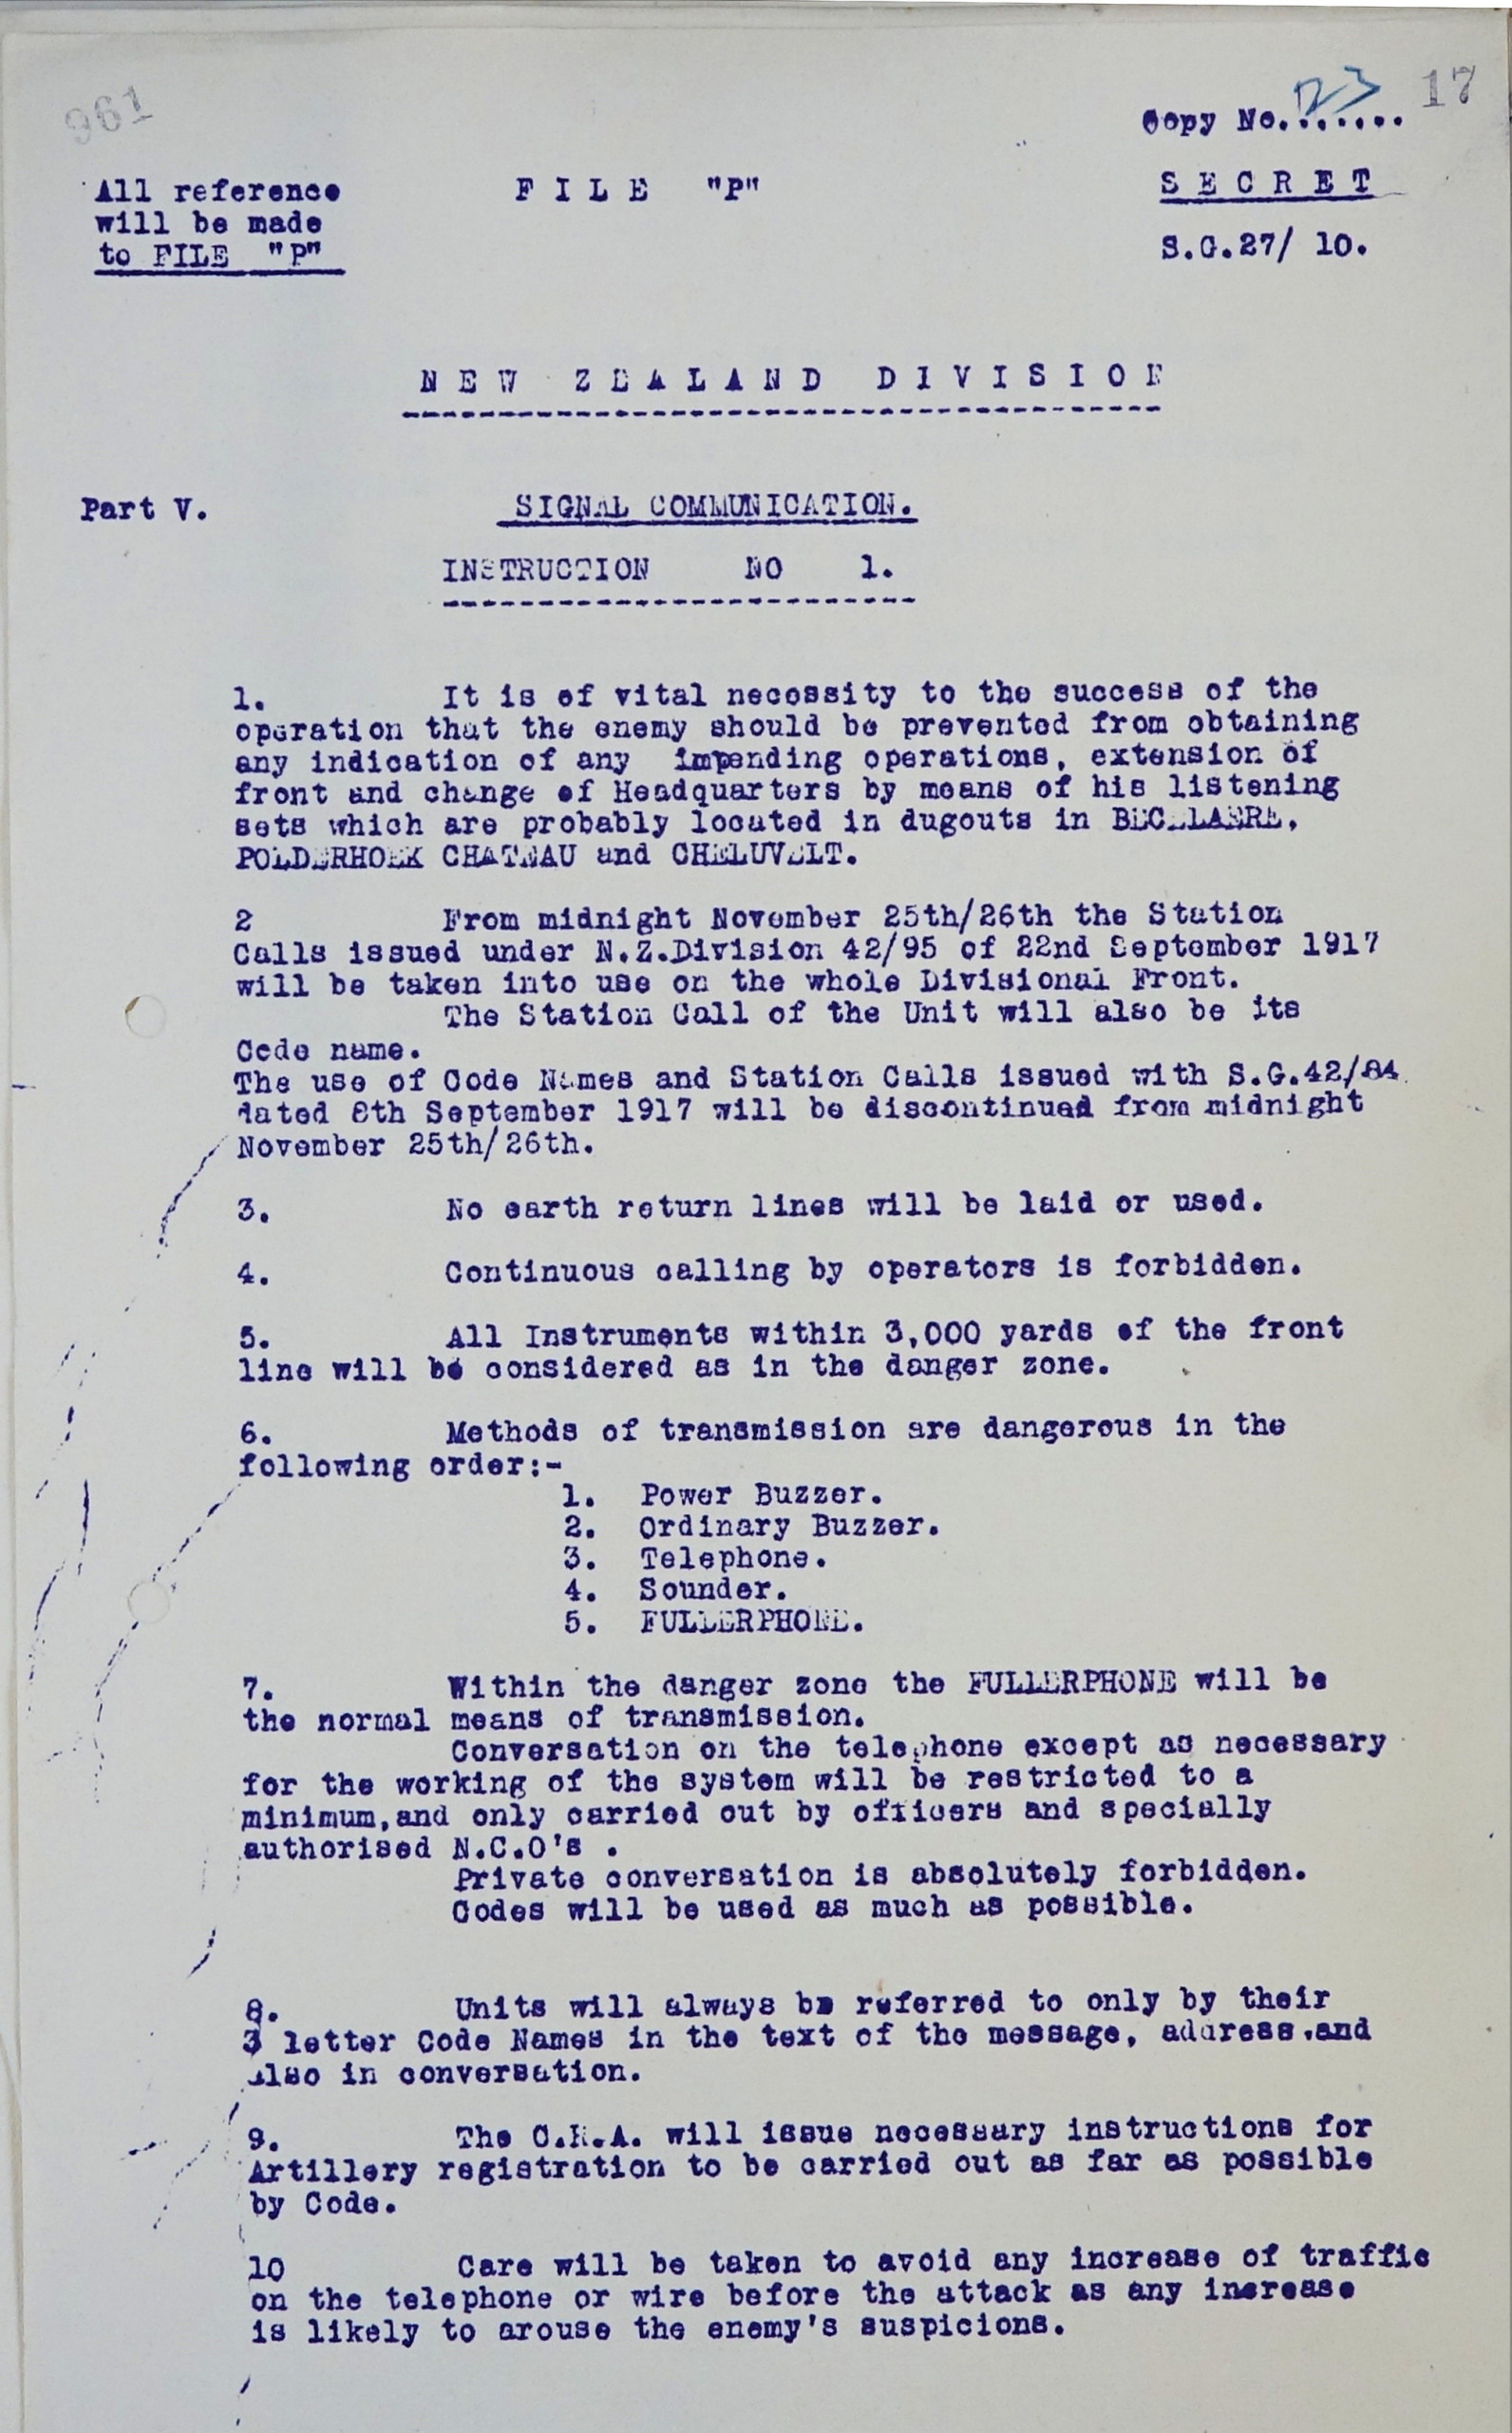 961
Copy No....... 23 17
All reference
will be made
to FILE "P"
FILE "P"
SECRET
S.G.27/ 10.
NEW ZEALAND DIVISION
Part V.
SIGNAL COMMUNICATION.
INSTRUCTION NO 1.
1. It is of vital necessity to the success of the
operation that the enemy should be prevented from obtaining
any indication of any impending operations, extension of
front and change of Headquarters by means of his listening
sets which are probably located in dugouts in BECELAERE,
POLDERHOEK CHATEAU and CHELUVELT.
2 From midnight November 25th/26th the Station
Calls issued under N.Z.Division 42/95 of 22nd September 1917
will be taken into use on the whole Divisional Front.
The Station Call of the Unit will also be its
Code name.
The use of Code Names and Station Calls issued with S.G.42/84
dated 8th September 1917 will be discontinued from midnight
November 25th/26th.
3. No earth return lines will be laid or used.
4. Continuous calling by operators is forbidden.
5. All Instruments within 3,000 yards of the front
line will be considered as in the danger zone.
6. Methods of transmission are dangerous in the
following order:-
1. Power Buzzer.
2. Ordinary Buzzer.
3. Telephone.
4. Sounder.
5. FULLERPHONE.
7. Within the danger zone the FULLERPHONE will be
the normal means of transmission.
Conversation on the telephone except as necessary
for the working of the system will be restricted to a
minimum,and only carried out by officers and specially
authorised N.C.O's .
Private conversation is absolutely forbidden.
Codes will be used as much as possible.
8. Units will always be referred to only by their
3 letter Code Names in the text of the message, address,and
also in conversation.
9. The C.R.A. will issue necessary instructions for
Artillery registration to be carried out as far as possible
by Code.
10 Care will be taken to avoid any increase of traffic
on the telephone or wire before the attack as any increase
is likely to arouse the enemy's suspicions.